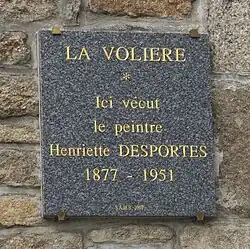 LA VOLIERE
*
Ici vécut
le peintre
Henriette DESPORTES
1877 - 1951